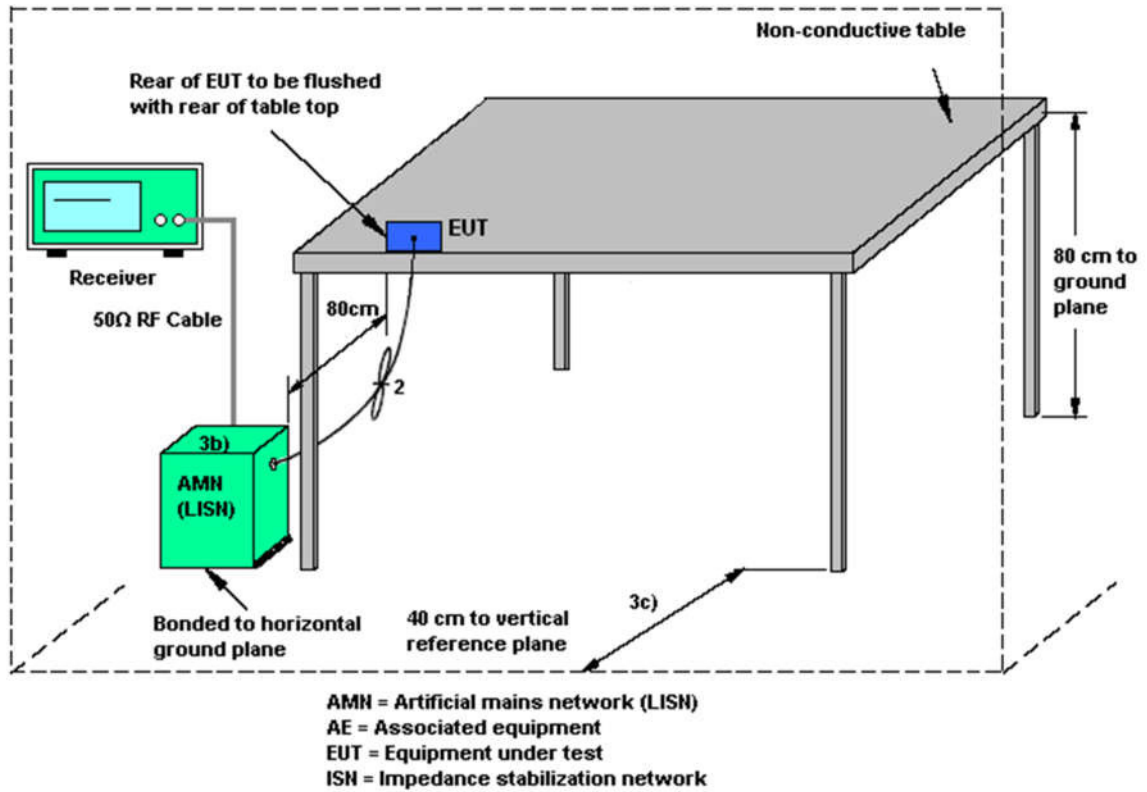 Non-conductive table
Rear of EUT to be flushed
with rear of table top
EUT
Receiver
80cm
80 cm to
ground
plane
50Ω RF Cable
2
3b)
AMN
(LISN)
3c)
Bonded to horizontal
ground plane
40 cm to vertical
reference plane
AMN = Artificial mains network (LISN)
AE = Associated equipment
EUT = Equipment under test
ISN = Impedance stabilization network